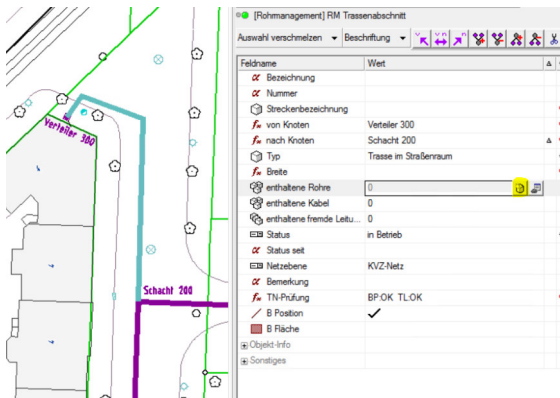 [Rohrmanagement] RM Trassenabschnitt
Auswahl verschmelzen
Beschriftung
Feldname Wert
Bezeichnung
Nummer
Streckenbezeichnung
von Knoten Verteiler 300
nach Knoten Schacht 200
Typ Trasse im Straßenraum
Breite
enthaltene Rohre 0
enthaltene Kabel 0
enthaltene fremde Leitu... 0
Status in Betrieb
Status seit
Netzebene KVZ-Netz
Bemerkung
TN-Prüfung BP:OK TL:OK
B Position
B Fläche
Objekt-Info
Sonstiges
Verteiler 300
Schacht 200